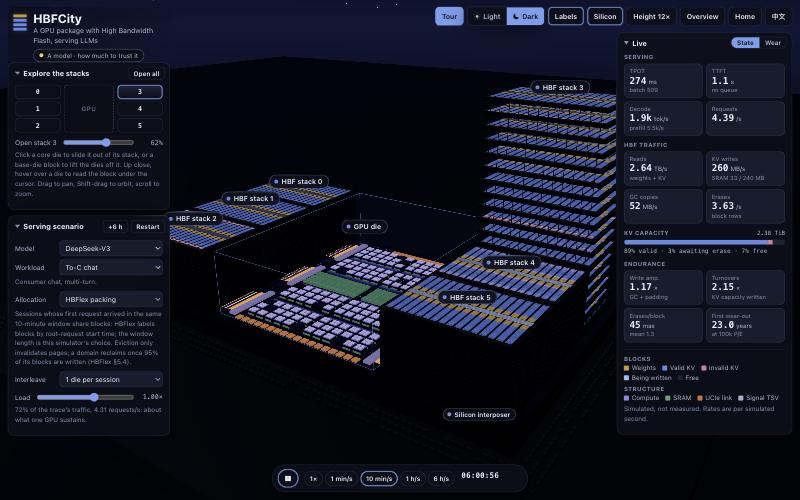 HBFCity
A GPU package with High Bandwidth
Flash, serving LLMs
A model · how much to trust it
Tour
Light
Dark
Labels
Silicon
Height 12×
Overview
Home
中文
Explore the stacks
Open all
0
3
1
GPU
4
2
5
Open stack 3
62%
Click a core die to slide it out of its stack, or a
base-die block to lift the dies off it. Up close,
hover over a die to read the block under the
cursor. Drag to pan, Shift-drag to orbit, scroll to
zoom.
Serving scenario
+6 h
Restart
Model
DeepSeek-V3
Workload
To-C chat
Consumer chat, multi-turn.
Allocation
HBFlex packing
Sessions whose first request arrived in the same
10-minute window share blocks: HBFlex labels
blocks by root-request start time; the window
length is this simulator's choice. Eviction only
invalidates pages; a domain reclaims once 95%
of its blocks are written (HBFlex §5.4).
Interleave
1 die per session
Load
1.00×
72% of the trace's traffic, 4.31 requests/s: about
what one GPU sustains.
HBF stack 3
HBF stack 0
HBF stack 1
HBF stack 2
GPU die
HBF stack 4
HBF stack 5
Silicon interposer
1×
1 min/s
10 min/s
1 h/s
6 h/s
06:00:56
Live
State
Wear
SERVING
TPOT
274 ms
batch 509
TTFT
1.1 s
no queue
Decode
1.9k tok/s
prefill 5.5k/s
Requests
4.39 /s
HBF TRAFFIC
Reads
2.64 TB/s
weights + KV
KV writes
260 MB/s
SRAM 33 / 240 MB
GC copies
52 MB/s
Erases
3.63 /s
block rows
KV CAPACITY
2.38 TiB
89% valid · 3% awaiting erase · 7% free
ENDURANCE
Write amp.
1.17 ×
GC + padding
Turnovers
2.15 ×
KV capacity written
Erases/block
45 max
mean 1.3
First wear-out
23.0 years
at 100k P/E
BLOCKS
Weights
Valid KV
Invalid KV
Being written
Free
STRUCTURE
Compute
SRAM
UCIe link
Signal TSV
Simulated, not measured. Rates are per simulated
second.